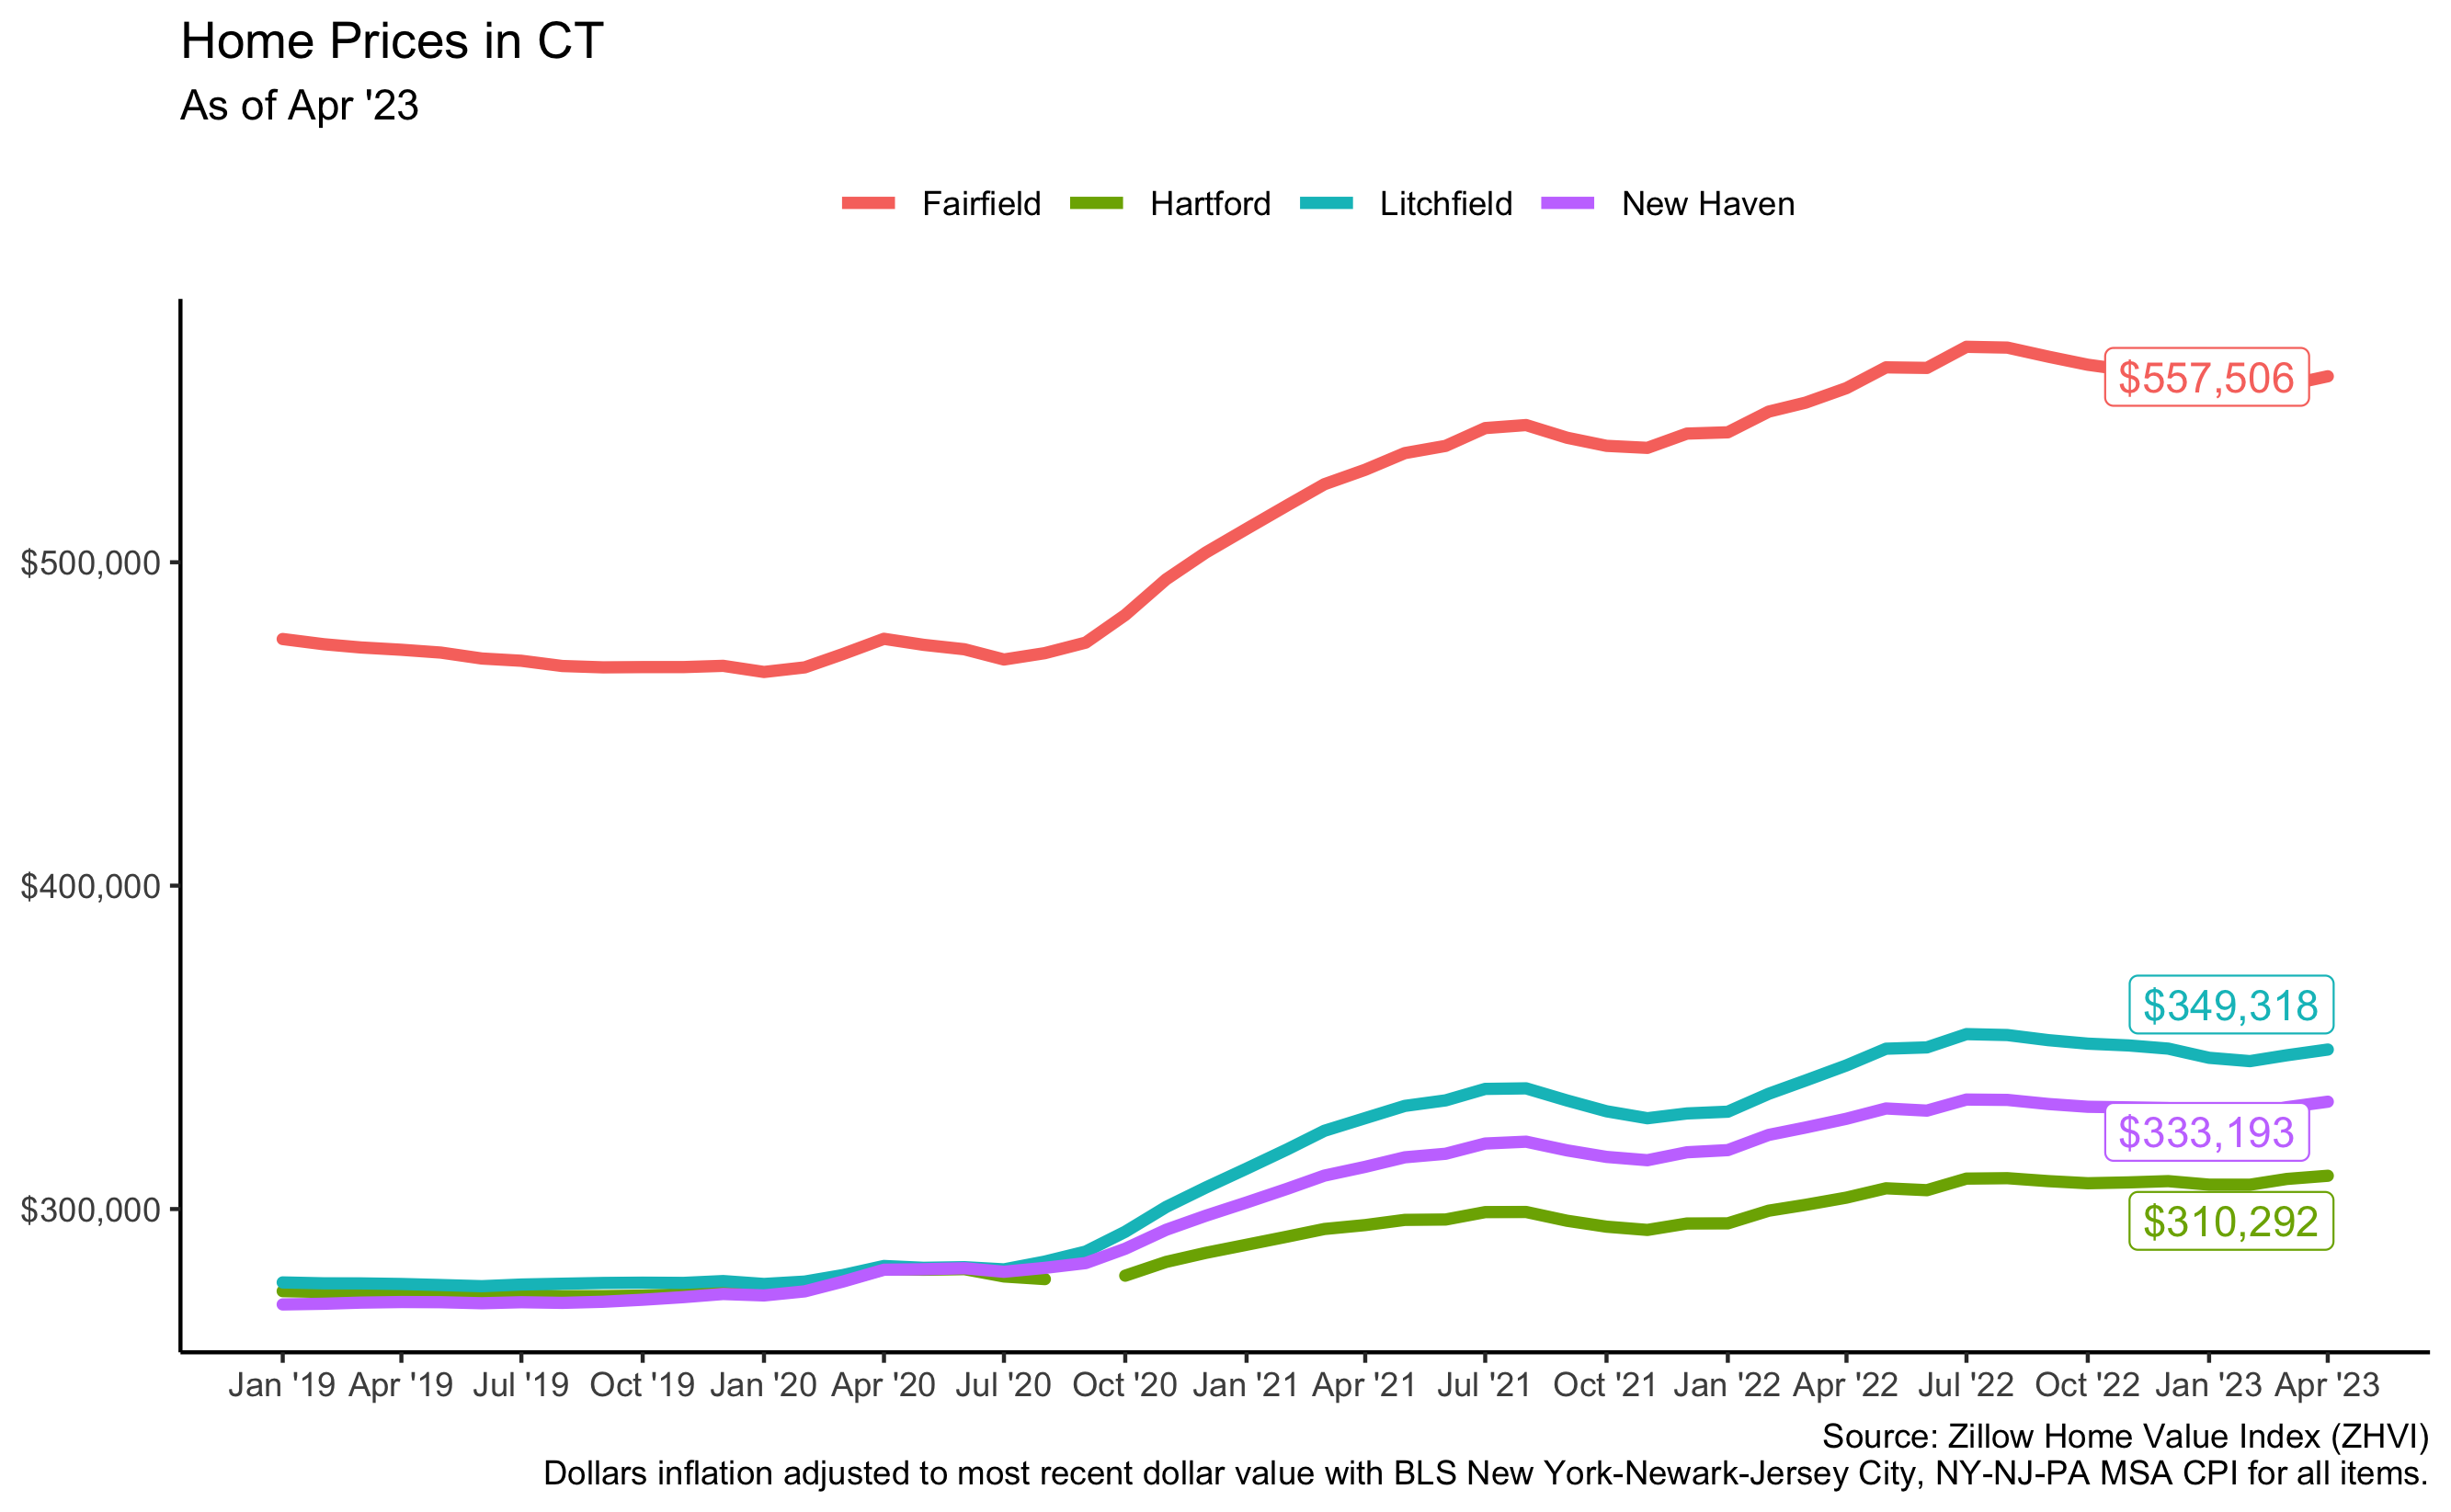 Home Prices in CT
As of Apr '23
Fairfield Hartford Litchfield New Haven
$557,506
$500,000
$400,000
$349,318
$333,193
$300,000
$310,292
Jan '19 Apr '19 Jul '19 Oct '19 Jan '20 Apr '20 Jul '20 Oct '20 Jan '21 Apr '21 Jul '21 Oct '21 Jan '22 Apr '22 Jul '22 Oct '22 Jan '23 Apr '23
Source: Zillow Home Value Index (ZHVI)
Dollars inflation adjusted to most recent dollar value with BLS New York-Newark-Jersey City, NY-NJ-PA MSA CPI for all items.